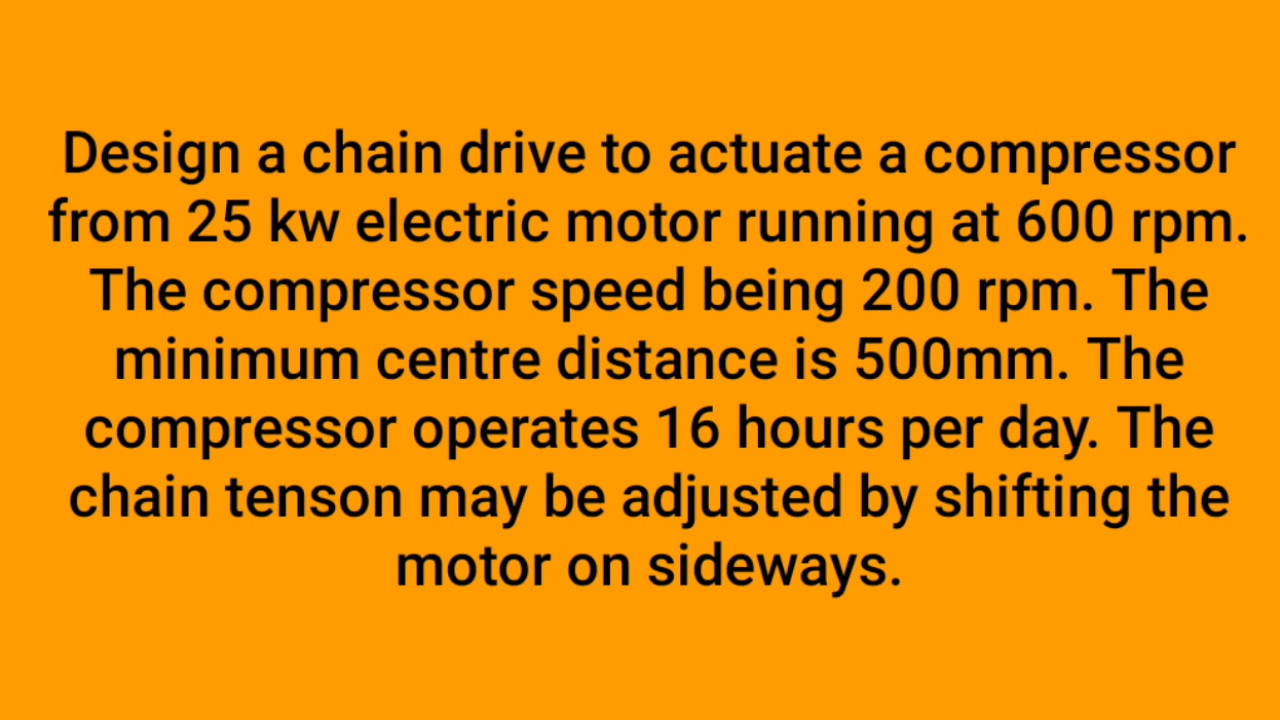 Design a chain drive to actuate a compressor
from 25 kw electric motor running at 600 rpm.
The compressor speed being 200 rpm. The
minimum centre distance is 500mm. The
compressor operates 16 hours per day. The
chain tenson may be adjusted by shifting the
motor on sideways.